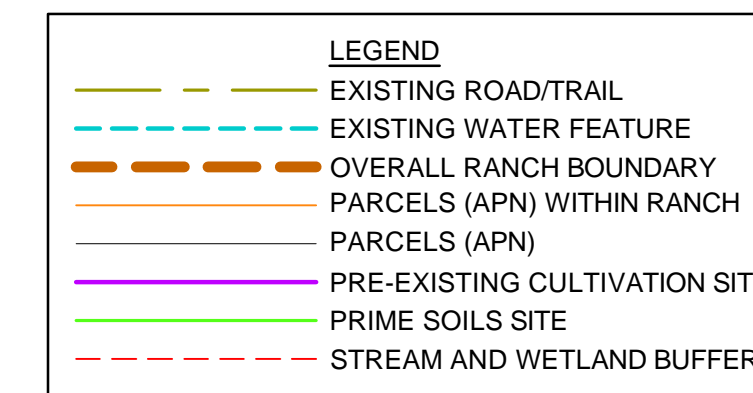 LEGEND
EXISTING ROAD/TRAIL
EXISTING WATER FEATURE
OVERALL RANCH BOUNDARY
PARCELS (APN) WITHIN RANCH
PARCELS (APN)
PRE-EXISTING CULTIVATION SIT
PRIME SOILS SITE
STREAM AND WETLAND BUFFER